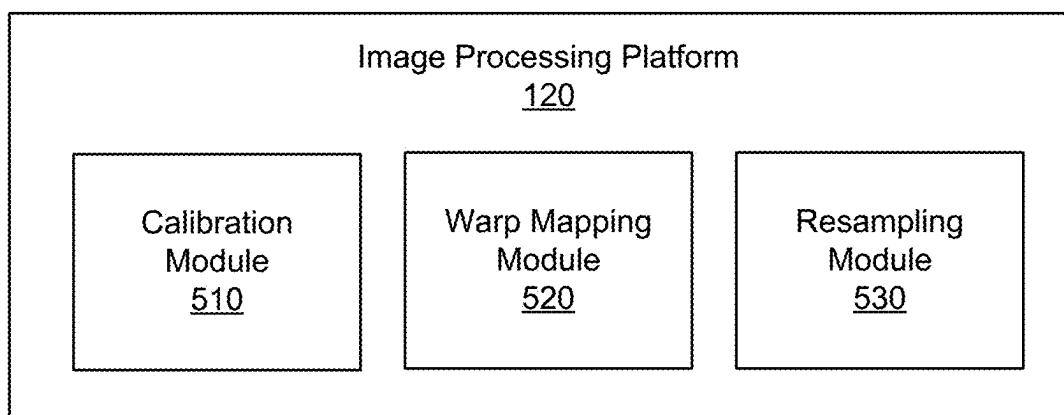 Image Processing Platform
120
Calibration
Module
510
Warp Mapping
Module
520
Resampling
Module
530